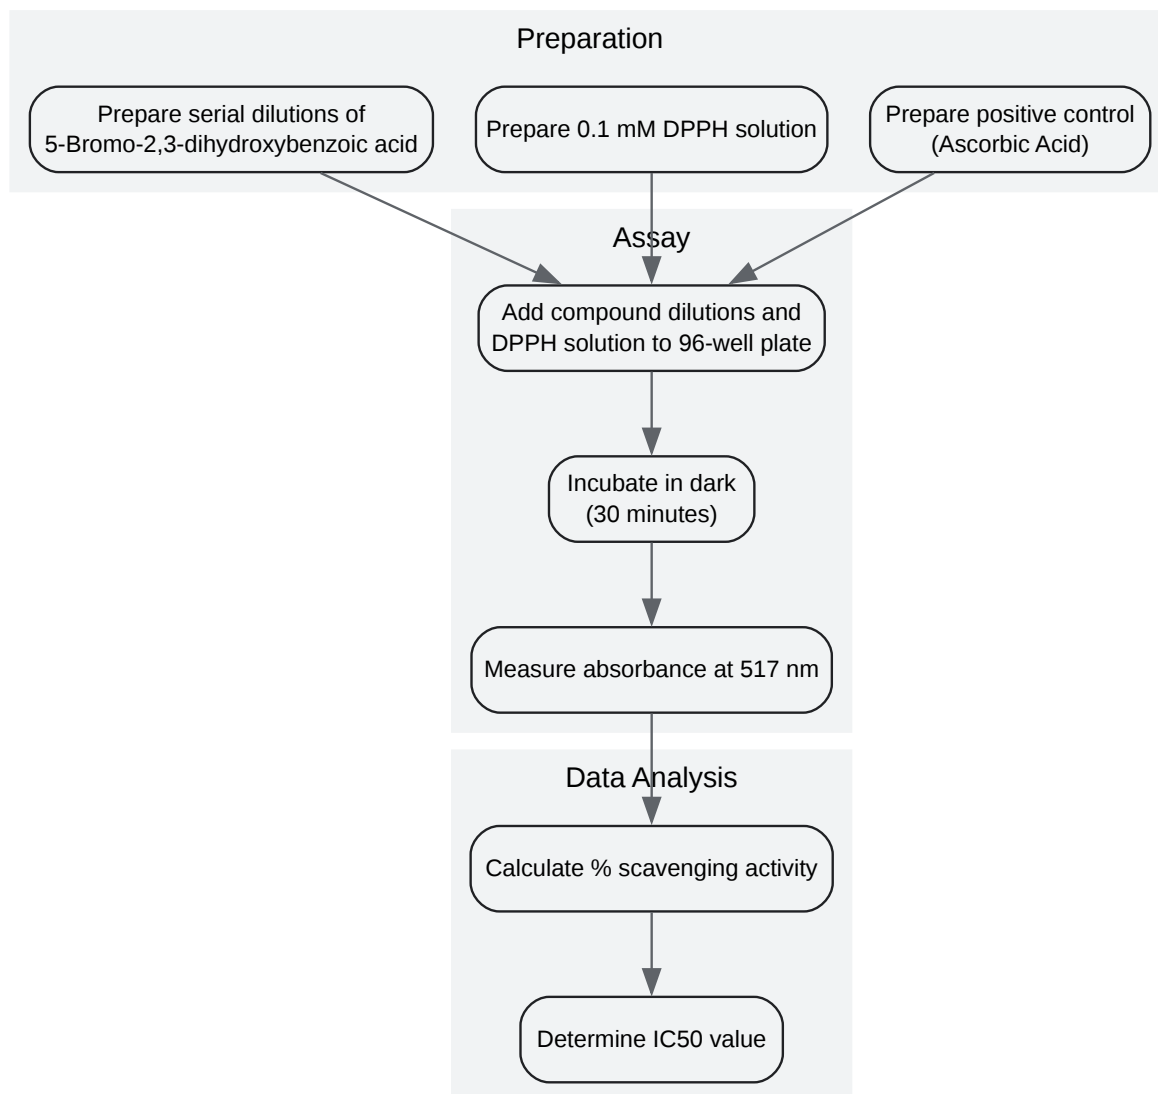 Preparation
Prepare serial dilutions of
5-Bromo-2,3-dihydroxybenzoic acid
Prepare 0.1 mM DPPH solution
Prepare positive control
(Ascorbic Acid)
Assay
Add compound dilutions and
DPPH solution to 96-well plate
Incubate in dark
(30 minutes)
Measure absorbance at 517 nm
Data Analysis
Calculate % scavenging activity
Determine IC50 value